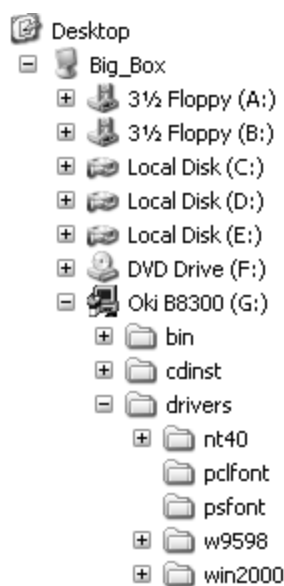 Desktop
Big_Box
3½ Floppy (A:)
3½ Floppy (B:)
Local Disk (C:)
Local Disk (D:)
Local Disk (E:)
DVD Drive (F:)
Oki B8300 (G:)
bin
cdinst
drivers
nt40
pclfont
psfont
w9598
win2000